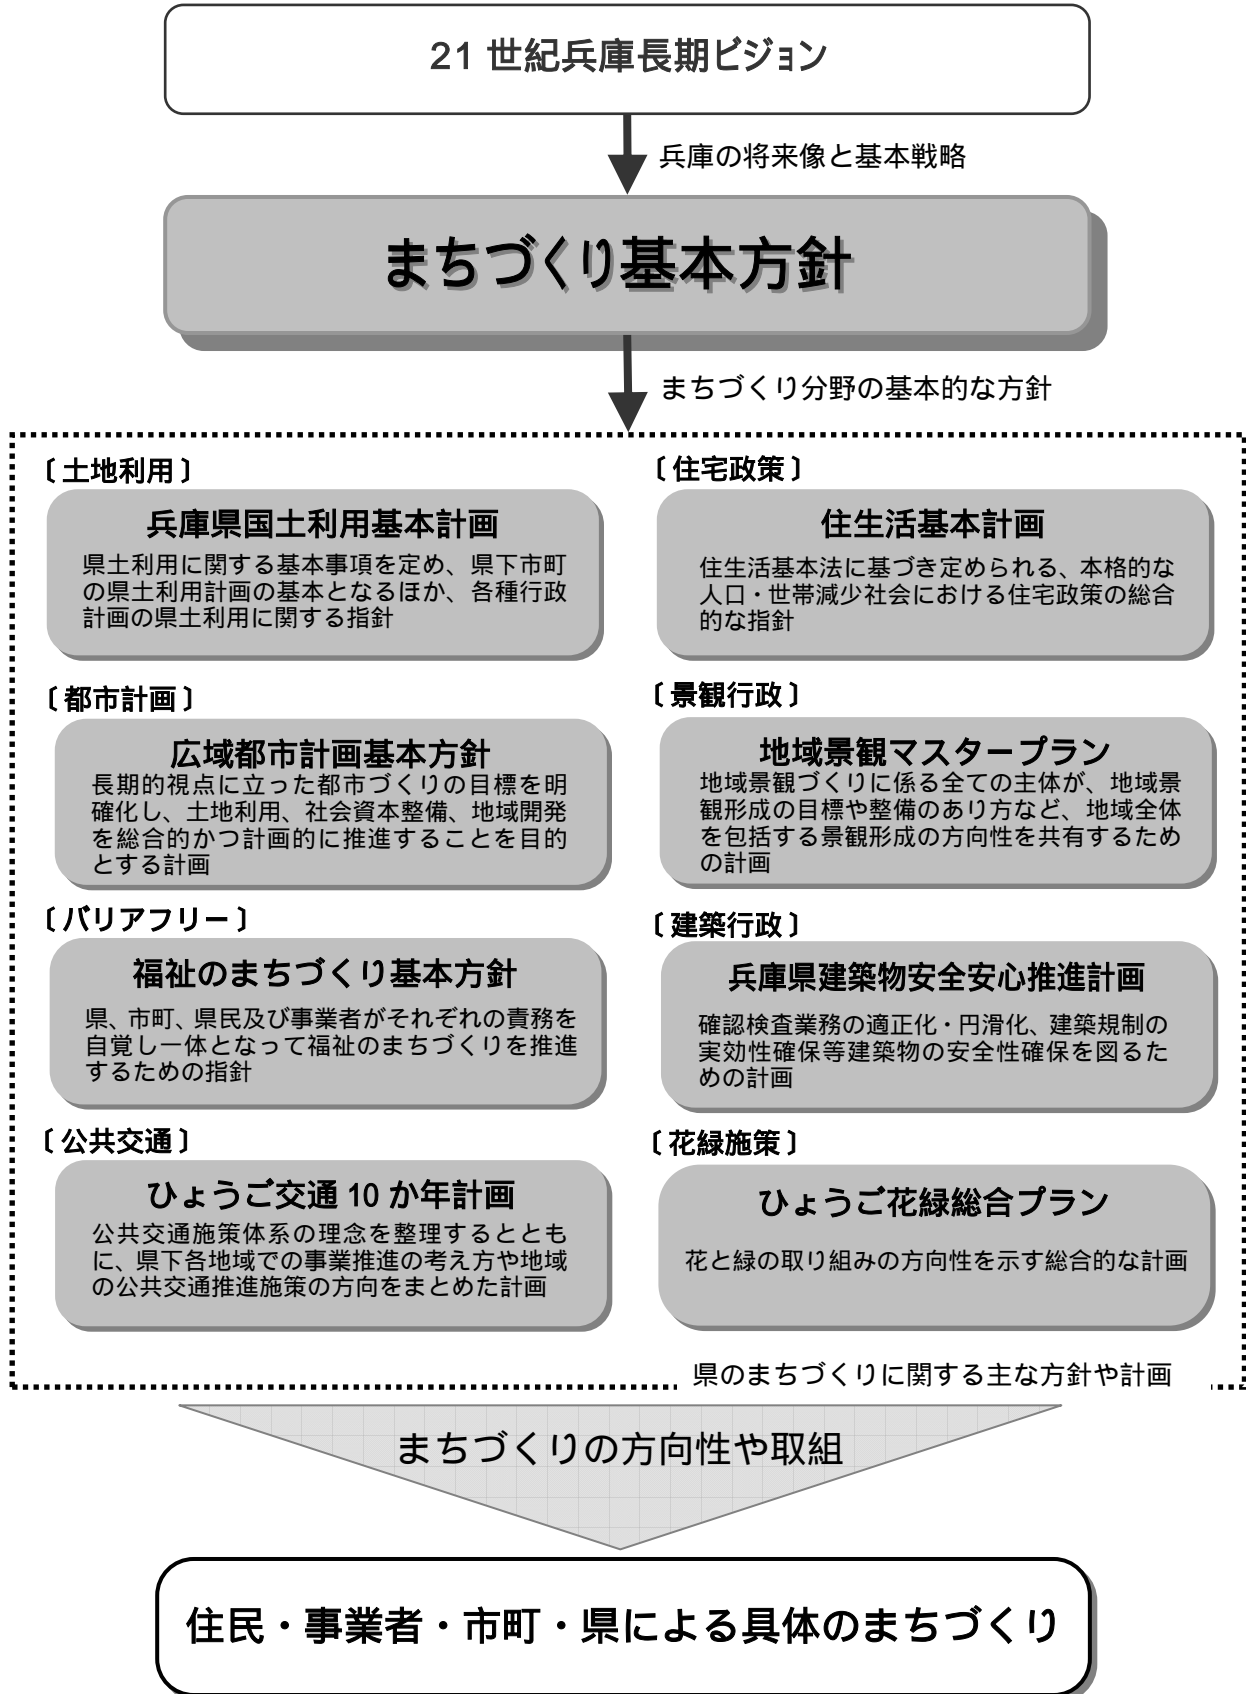 21 世紀兵庫長期ビジョン
兵庫の将来像と基本戦略
まちづくり基本方針
まちづくり分野の基本的な方針
〔土地利用〕
兵庫県国土利用基本計画
県土利用に関する基本事項を定め、県下市町
の県土利用計画の基本となるほか、各種行政
計画の県土利用に関する指針
〔都市計画〕
広域都市計画基本方針
長期的視点に立った都市づくりの目標を明
確化し、土地利用、社会資本整備、地域開発
を総合的かつ計画的に推進することを目的
とする計画
〔バリアフリー〕
福祉のまちづくり基本方針
県、市町、県民及び事業者がそれぞれの責務を
自覚し一体となって福祉のまちづくりを推進
するための指針
〔公共交通〕
ひょうご交通 10 か年計画
公共交通施策体系の理念を整理するととも
に、県下各地域での事業推進の考え方や地域
の公共交通推進施策の方向をまとめた計画
〔住宅政策〕
住生活基本計画
住生活基本法に基づき定められる、本格的な
人口・世帯減少社会における住宅政策の総合
的な指針
〔景観行政〕
地域景観マスタープラン
地域景観づくりに係る全ての主体が、地域景
観形成の目標や整備のあり方など、地域全体
を包括する景観形成の方向性を共有するため
の計画
〔建築行政〕
兵庫県建築物安全安心推進計画
確認検査業務の適正化・円滑化、建築規制の
実効性確保等建築物の安全性確保を図るた
めの計画
〔花緑施策〕
ひょうご花緑総合プラン
花と緑の取り組みの方向性を示す総合的な計画
県のまちづくりに関する主な方針や計画
まちづくりの方向性や取組
住民・事業者・市町・県による具体のまちづくり